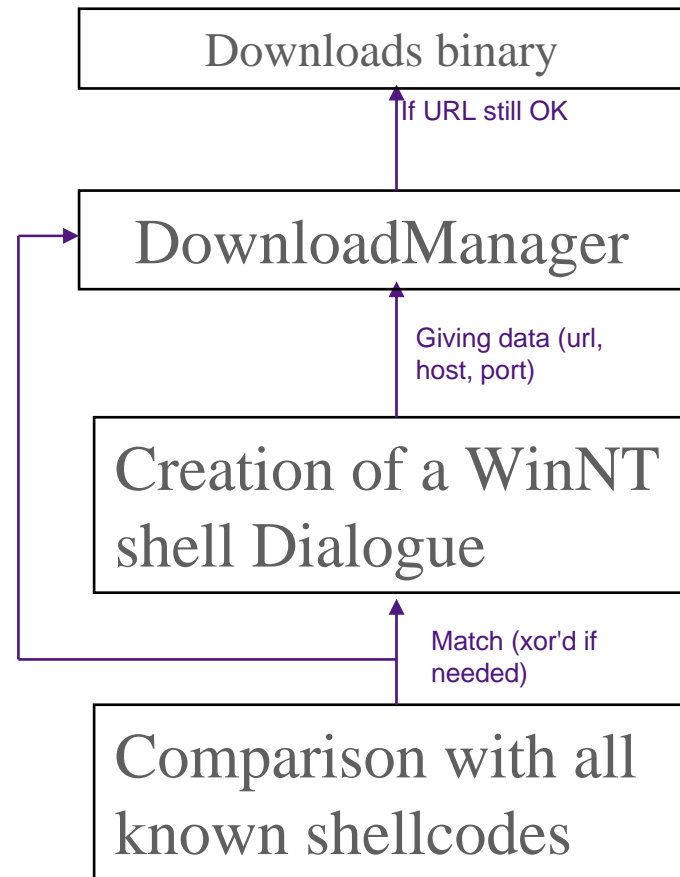 Downloads binary
If URL still OK
DownloadManager
Giving data (url,
host, port)
Creation of a WinNT
shell Dialogue
Match (xor'd if
needed)
Comparison with all
known shellcodes